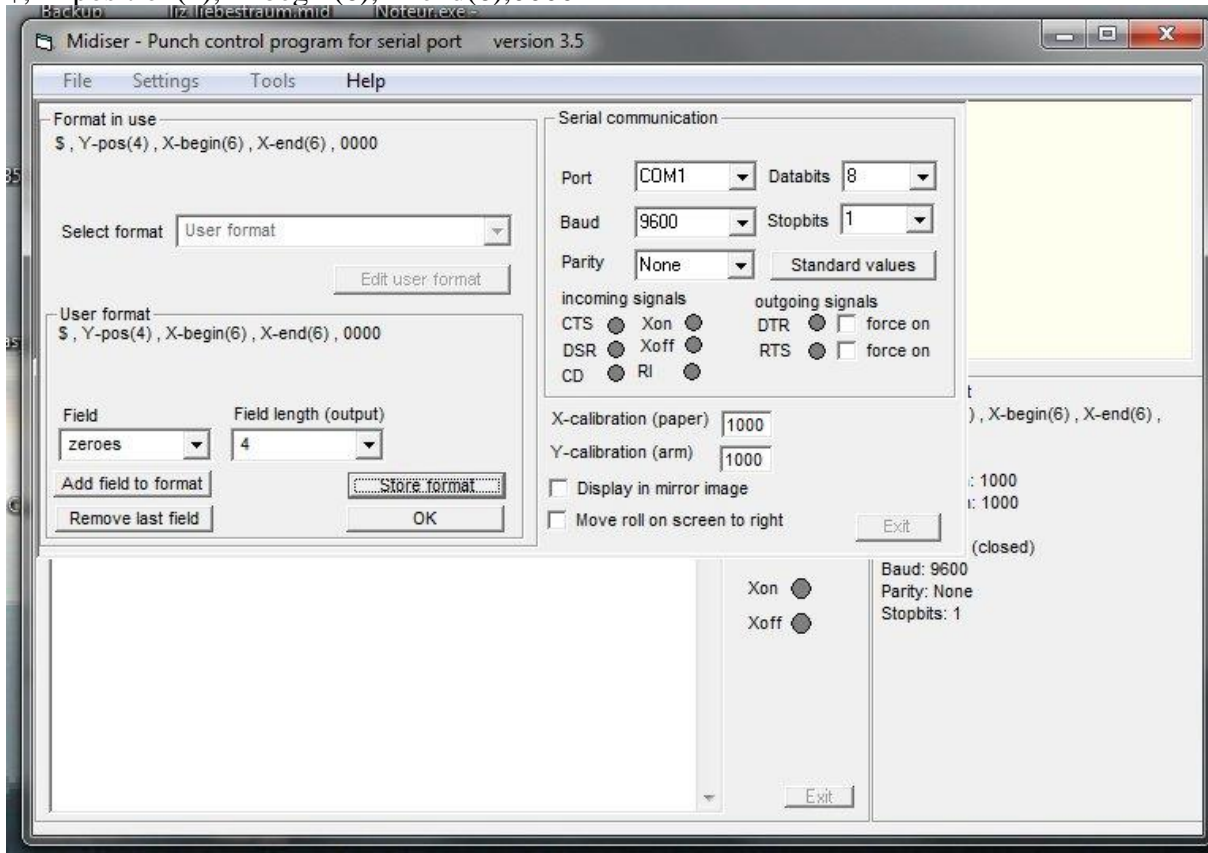 Backup liz liebestraum.mid Noteur.exe -
Midiser - Punch control program for serial port version 3.5
File Settings Tools Help
Format in use
$ , Y-pos(4) , X-begin(6) , X-end(6) , 0000
Select format User format
Edit user format
User format
$ , Y-pos(4) , X-begin(6) , X-end(6) , 0000
Field Field length (output)
zeroes 4
Add field to format Store format
Remove last field OK
Serial communication
Port COM1 Databits 8
Baud 9600 Stopbits 1
Parity None Standard values
incoming signals outgoing signals
CTS Xon DTR force on
DSR Xoff RTS force on
CD RI
X-calibration (paper) 1000
Y-calibration (arm) 1000
Display in mirror image
Move roll on screen to right Exit
) , X-begin(6) , X-end(6) ,
: 1000
: 1000
(closed)
Baud: 9600
Parity: None
Stopbits: 1
Xon
Xoff
Exit